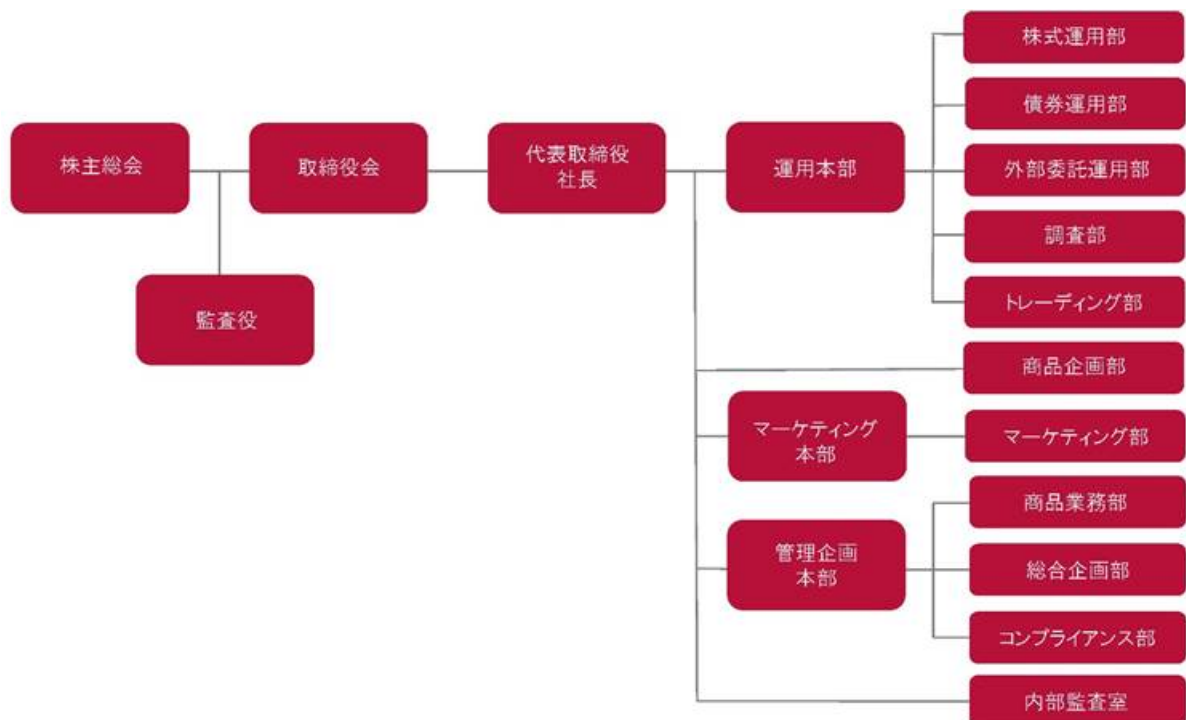 株主総会
取締役会
代表取締役
社長
監査役
運用本部
株式運用部
債券運用部
外部委託運用部
調査部
トレーディング部
商品企画部
マーケティング
本部
マーケティング部
管理企画
本部
商品業務部
総合企画部
コンプライアンス部
内部監査室